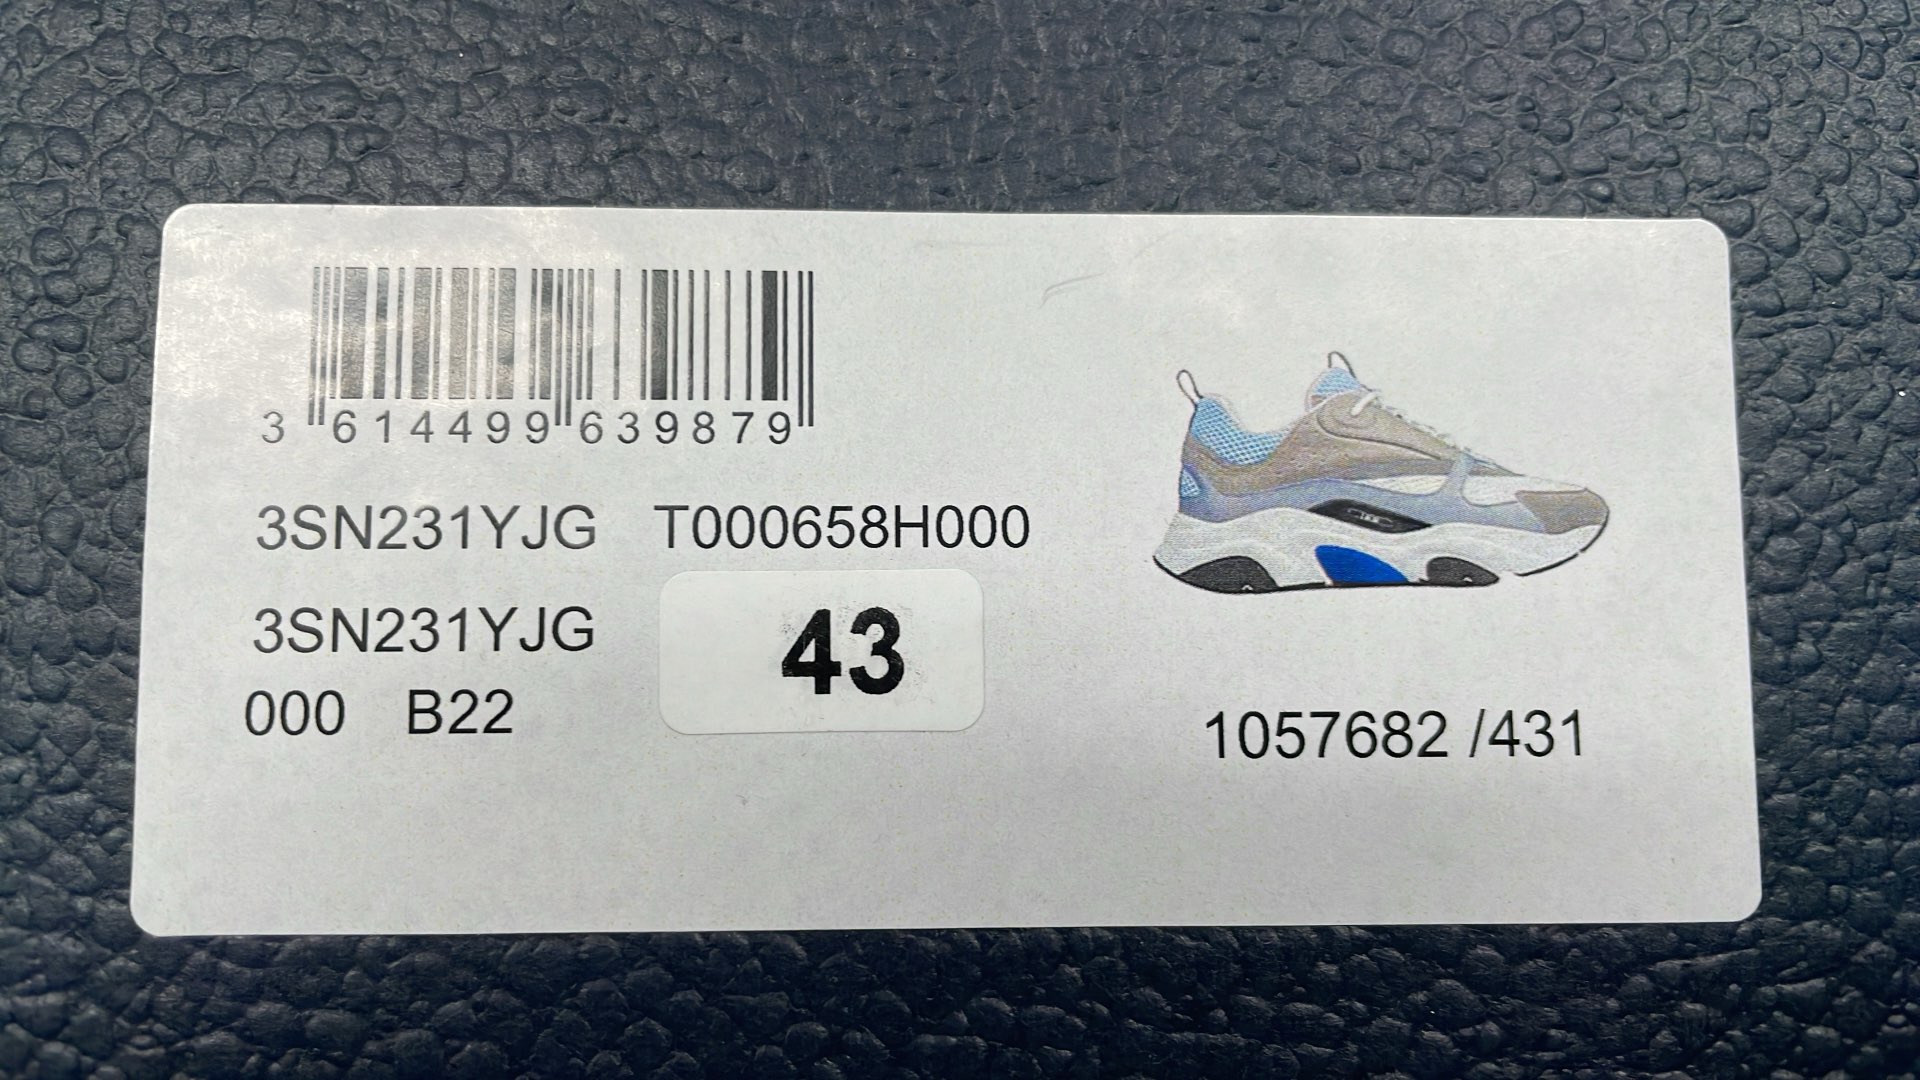 3 614499 639879
3SN231YJG T000658H000
3SN231YJG
000 B22
43
1057682 /431